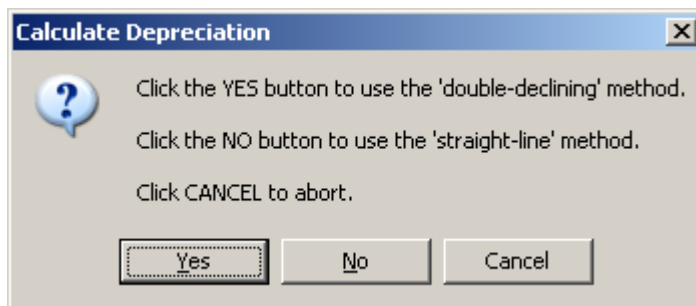 Calculate Depreciation
Click the YES button to use the 'double-declining' method.
Click the NO button to use the 'straight-line' method.
Click CANCEL to abort.
Yes No Cancel